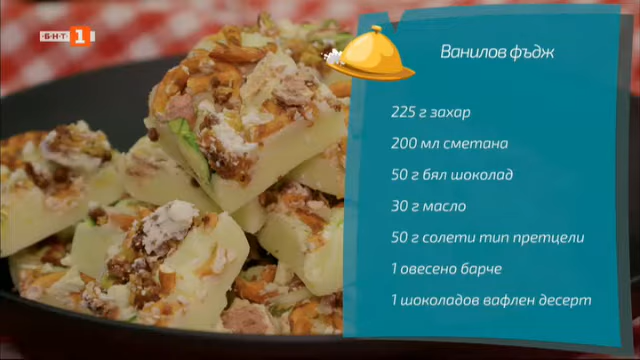 БНТ 1
Ванилов фъдж
225 г захар
200 мл сметана
50 г бял шоколад
30 г масло
50 г солети тип претцели
1 овесено барче
1 шоколадов вафлен десерт